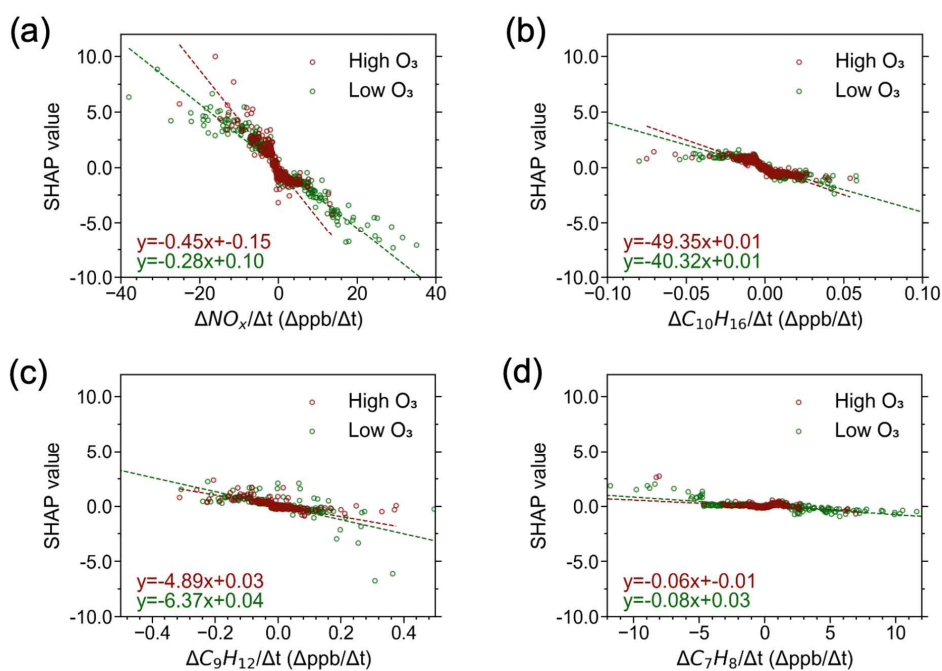 (a)
10.0
5.0
0.0
-5.0
-10.0
SHAP value
High O₃
Low O₃
y=-0.45x+-0.15
y=-0.28x+0.10
−40 −20 0 20 40
ΔNOₓ/Δt (Δppb/Δt)
(b)
10.0
5.0
0.0
-5.0
-10.0
SHAP value
High O₃
Low O₃
y=-49.35x+0.01
y=-40.32x+0.01
−0.10 −0.05 0.00 0.05 0.10
ΔC₁₀H₁₆/Δt (Δppb/Δt)
(c)
10.0
5.0
0.0
-5.0
-10.0
SHAP value
High O₃
Low O₃
y=-4.89x+0.03
y=-6.37x+0.04
−0.4 −0.2 0.0 0.2 0.4
ΔC₉H₁₂/Δt (Δppb/Δt)
(d)
10.0
5.0
0.0
-5.0
-10.0
SHAP value
High O₃
Low O₃
y=-0.06x+-0.01
y=-0.08x+0.03
−10 −5 0 5 10
ΔC₇H₈/Δt (Δppb/Δt)